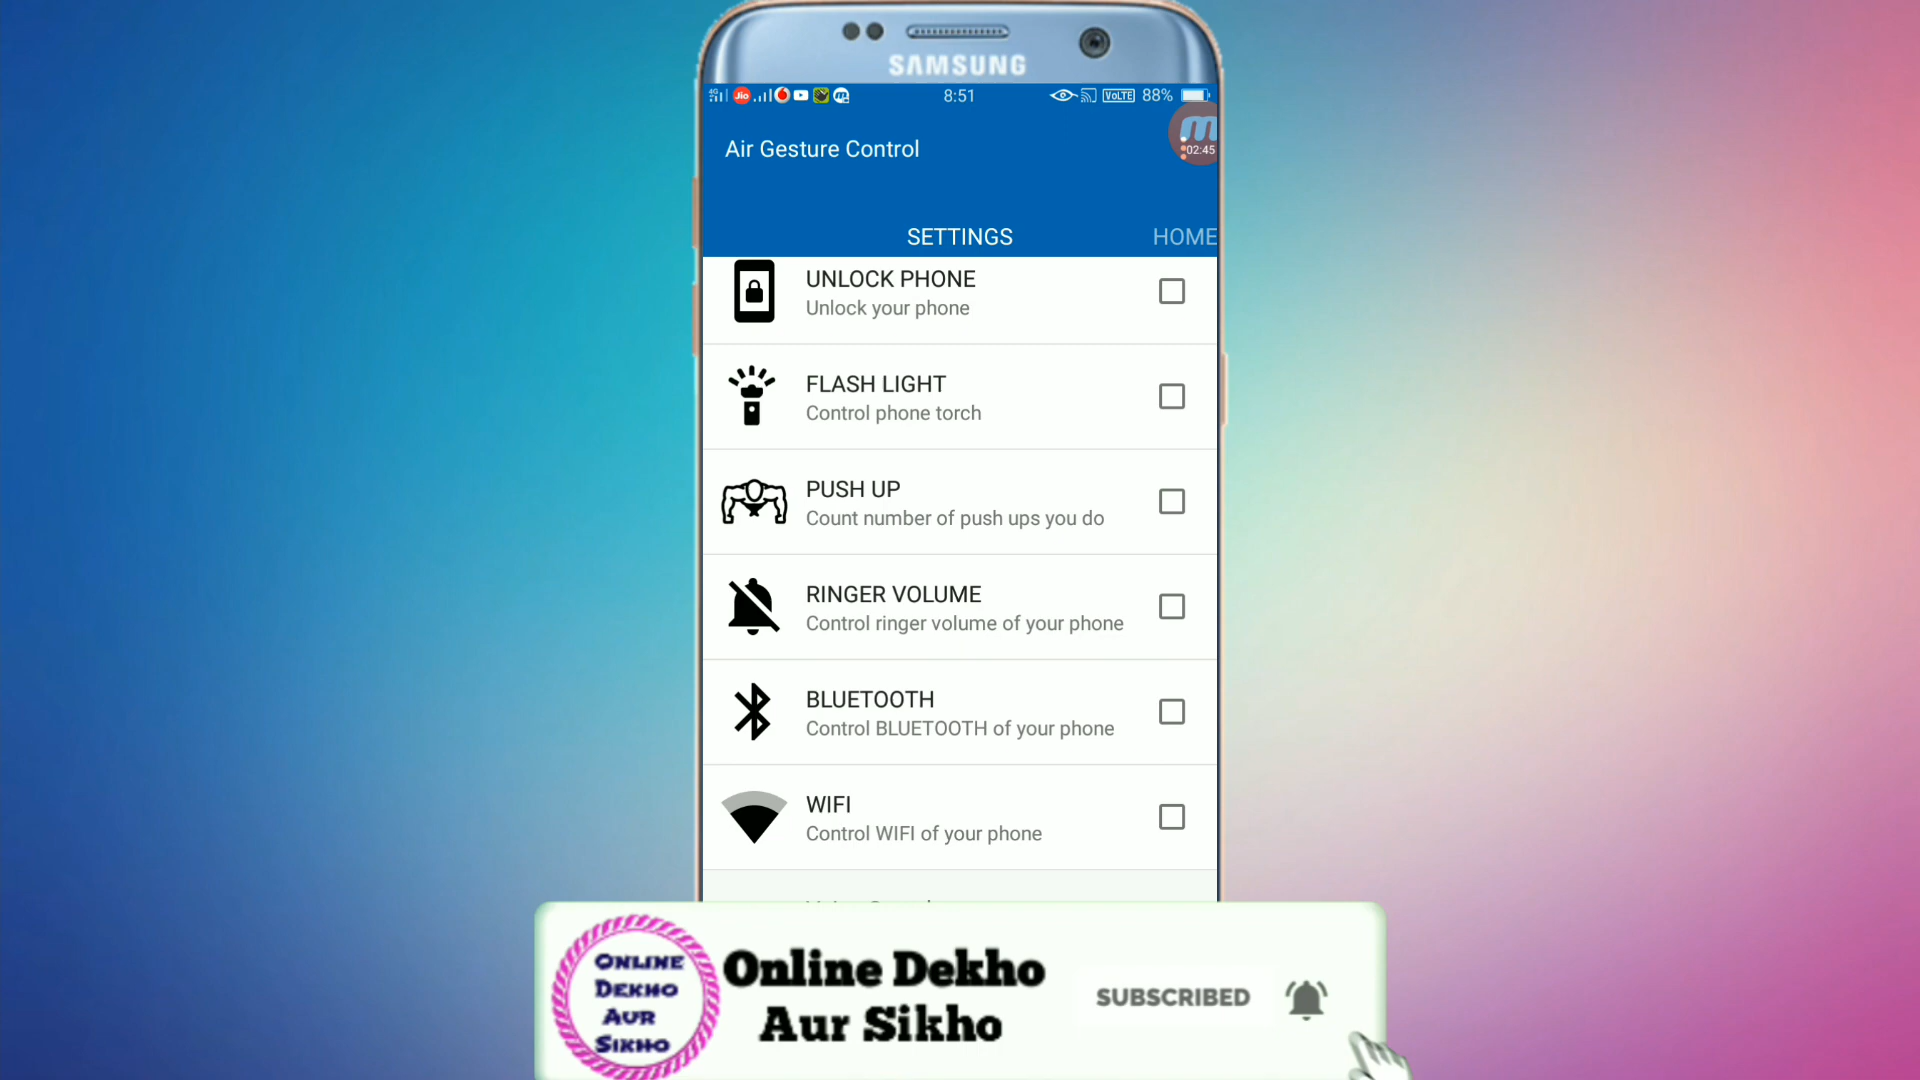 SAMSUNG
4G Jio 8:51 VoLTE 88%
Air Gesture Control
02:45
SETTINGS HOME
UNLOCK PHONE
Unlock your phone
FLASH LIGHT
Control phone torch
PUSH UP
Count number of push ups you do
RINGER VOLUME
Control ringer volume of your phone
BLUETOOTH
Control BLUETOOTH of your phone
WIFI
Control WIFI of your phone
ONLINE
DEKHO
AUR
SIKHO
Online Dekho
Aur Sikho
SUBSCRIBED